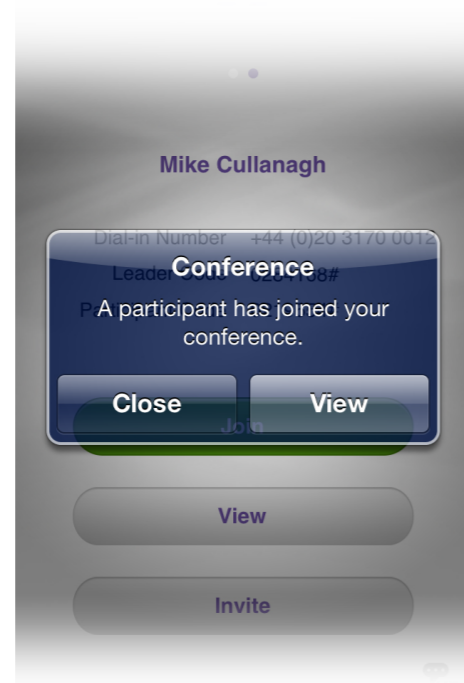 Mike Cullanagh
Dial-in Number +44 (0)20 3170 0012
Conference
A participant has joined your
conference.
Close View
Join
View
Invite